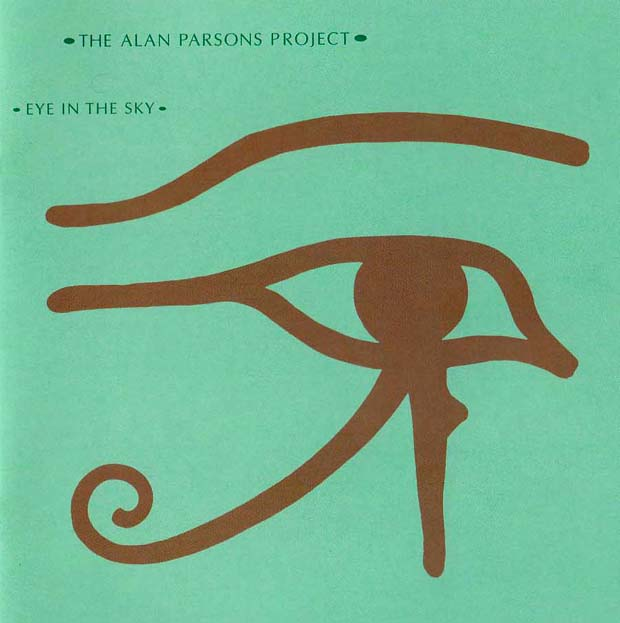 •THE ALAN PARSONS PROJECT•
•EYE IN THE SKY•